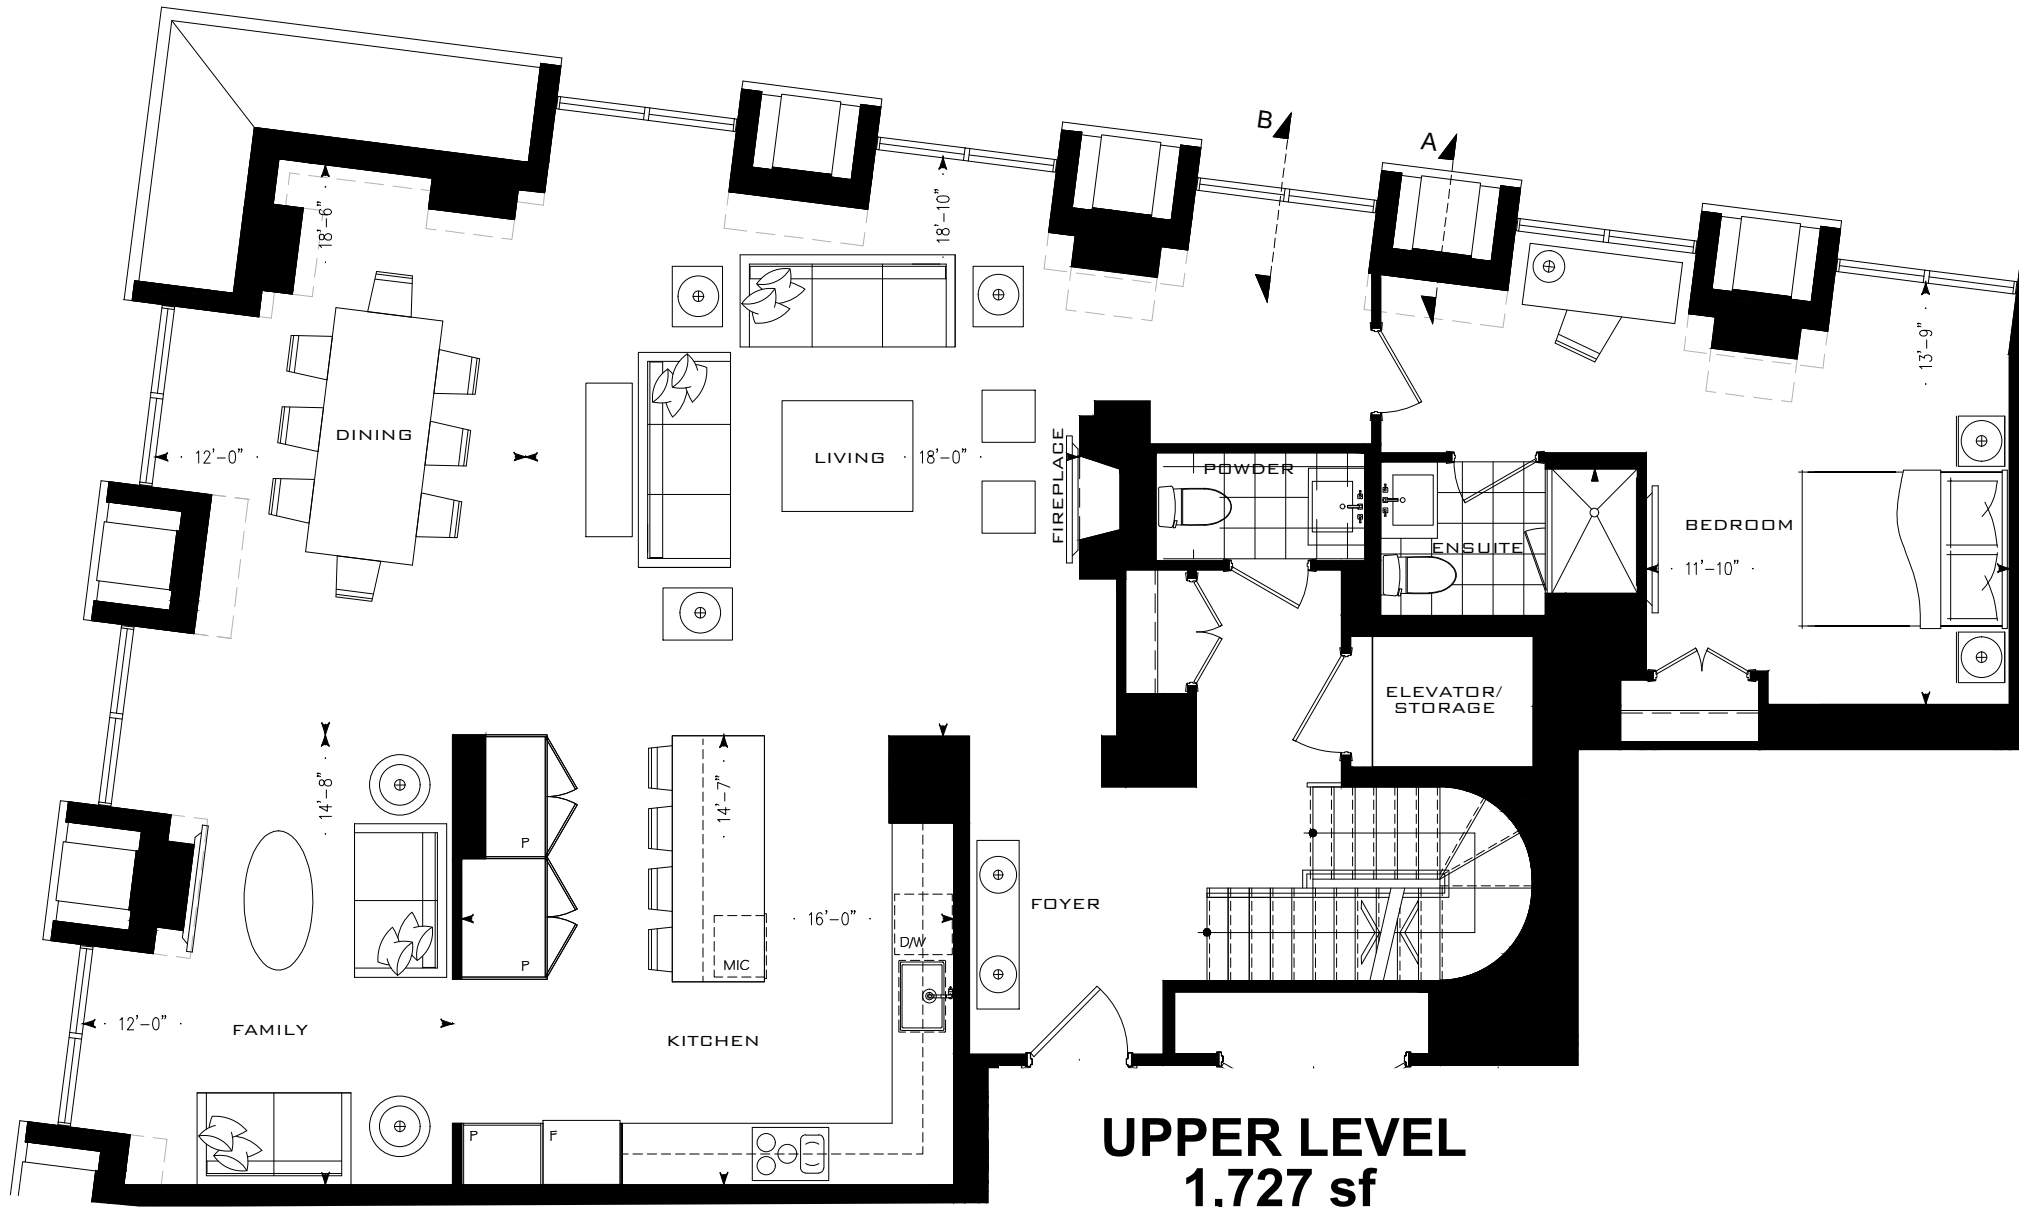 B
A
18'-6"
18'-10"
13'-9"
DINING
12'-0"
LIVING
18'-0"
FIREPLACE
POWDER
ENSUITE
BEDROOM
11'-10"
ELEVATOR/
STORAGE
14'-8"
14'-7"
P
P
16'-0"
D/W
MIC
FOYER
12'-0"
FAMILY
KITCHEN
P
F
UPPER LEVEL
1,727 sf